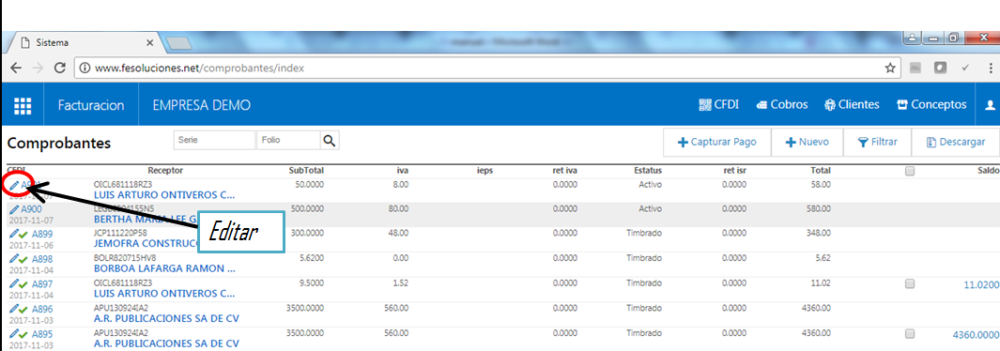 Sistema
www.fesoluciones.net/comprobantes/index
Facturacion EMPRESA DEMO CFDI Cobros Clientes Conceptos
Comprobantes Serie Folio Capturar Pago Nuevo Filtrar Descargar
CFDI Receptor SubTotal iva ieps ret iva Estatus ret isr Total Saldo
OICL681118RZ3 50.0000 8.00 0.0000 Activo 0.0000 58.00
LUIS ARTURO ONTIVEROS C...
A900 500.0000 80.00 0.0000 Activo 0.0000 580.00
2017-11-07 BERTHA MARIA LEE
Editar
A899 JCP111220P58 300.0000 48.00 0.0000 Timbrado 0.0000 348.00
2017-11-06 JEMOFRA
A898 BOLR820715HV8 5.6200 0.00 0.0000 Timbrado 0.0000 5.62
2017-11-04 BORBOA LAFARGA RAMON ...
A897 OICL681118RZ3 9.5000 1.52 0.0000 Timbrado 0.0000 11.02 11.0200
2017-11-04 LUIS ARTURO ONTIVEROS C...
A896 APU130924IA2 3500.0000 560.00 0.0000 Timbrado 0.0000 4360.00
2017-11-03 A.R. PUBLICACIONES SA DE CV
A895 APU130924IA2 3500.0000 560.00 0.0000 Timbrado 0.0000 4360.00 4360.0000
2017-11-03 A.R. PUBLICACIONES SA DE CV